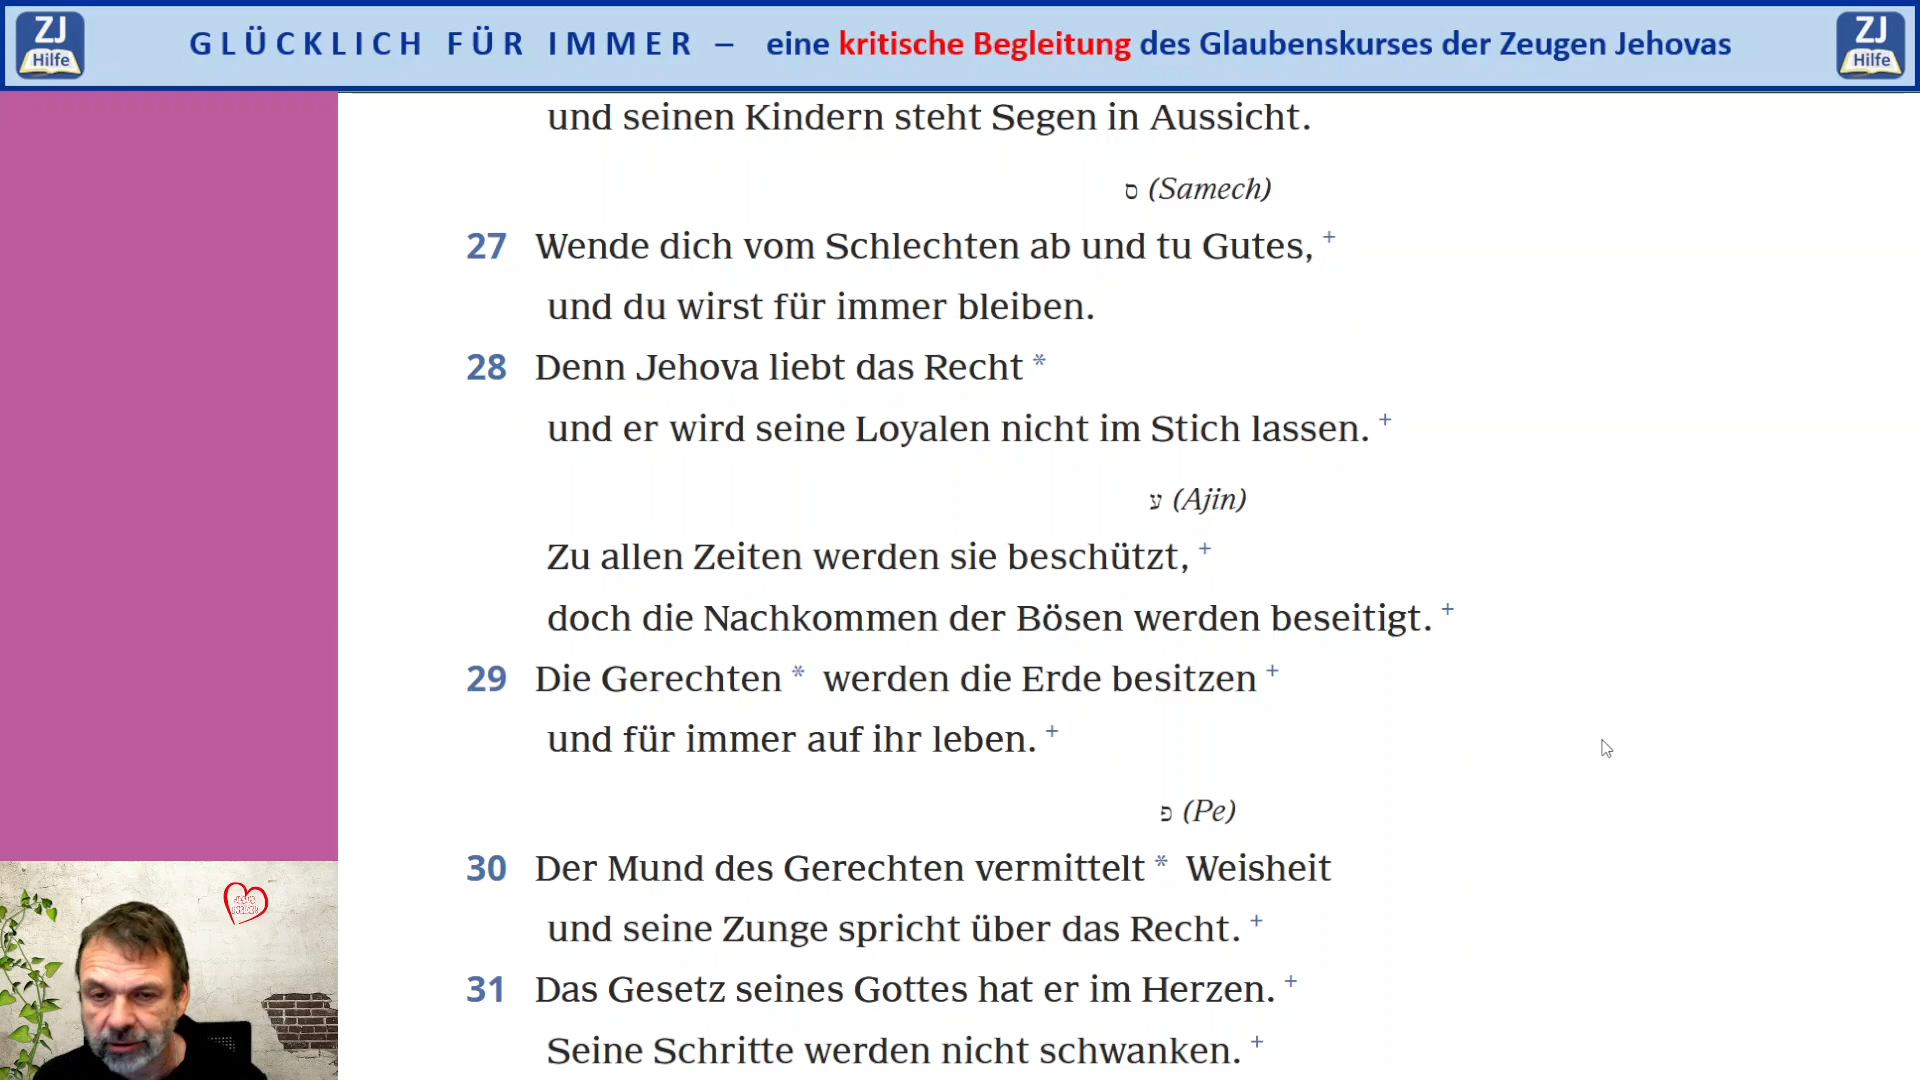 ZJ
Hilfe
GLÜCKLICH FÜR IMMER – eine kritische Begleitung des Glaubenskurses der Zeugen Jehovas
ZJ
Hilfe
und seinen Kindern steht Segen in Aussicht.
ס (Samech)
27 Wende dich vom Schlechten ab und tu Gutes, +
und du wirst für immer bleiben.
28 Denn Jehova liebt das Recht *
und er wird seine Loyalen nicht im Stich lassen. +
ע (Ajin)
Zu allen Zeiten werden sie beschützt, +
doch die Nachkommen der Bösen werden beseitigt. +
29 Die Gerechten * werden die Erde besitzen +
und für immer auf ihr leben. +
פ (Pe)
30 Der Mund des Gerechten vermittelt * Weisheit
und seine Zunge spricht über das Recht. +
31 Das Gesetz seines Gottes hat er im Herzen. +
Seine Schritte werden nicht schwanken. +